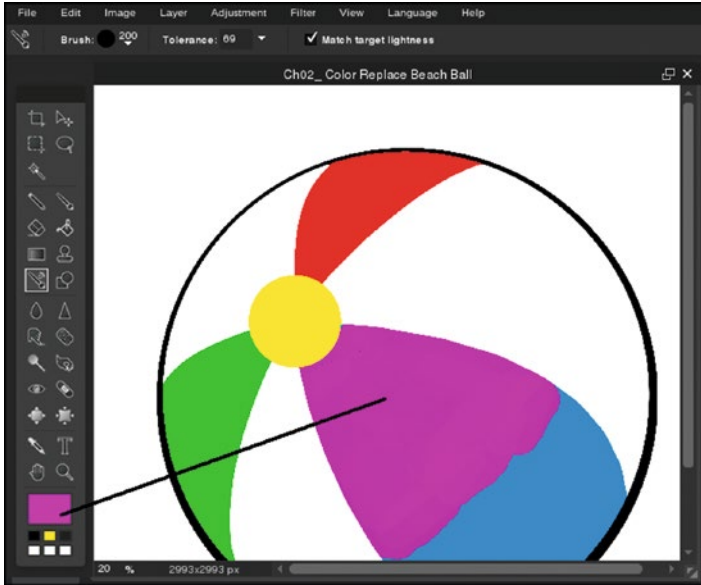 File Edit Image Layer Adjustment Filter View Language Help
Brush: 200 Tolerance: 69 Match target lightness
Ch02_ Color Replace Beach Ball
T
20 % 2993x2993 px